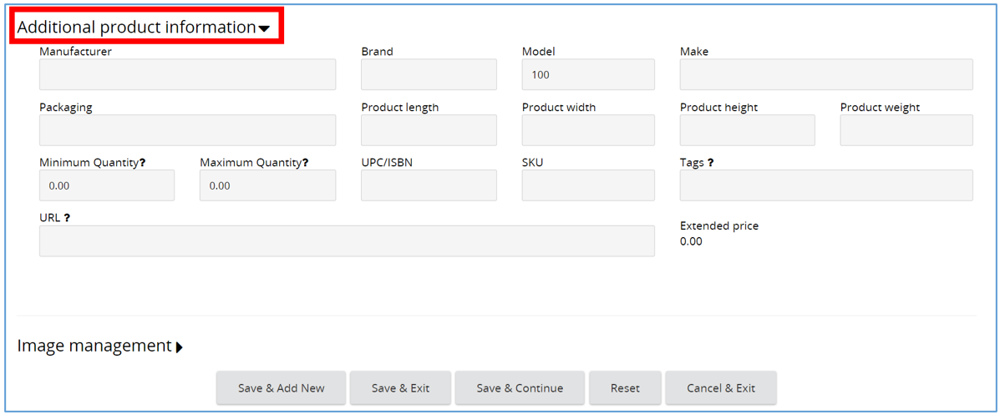 Additional product information
Manufacturer Brand Model Make
100
Packaging Product length Product width Product height Product weight
Minimum Quantity? Maximum Quantity? UPC/ISBN SKU Tags ?
0.00 0.00
URL ?
Extended price
0.00
Image management
Save & Add New Save & Exit Save & Continue Reset Cancel & Exit